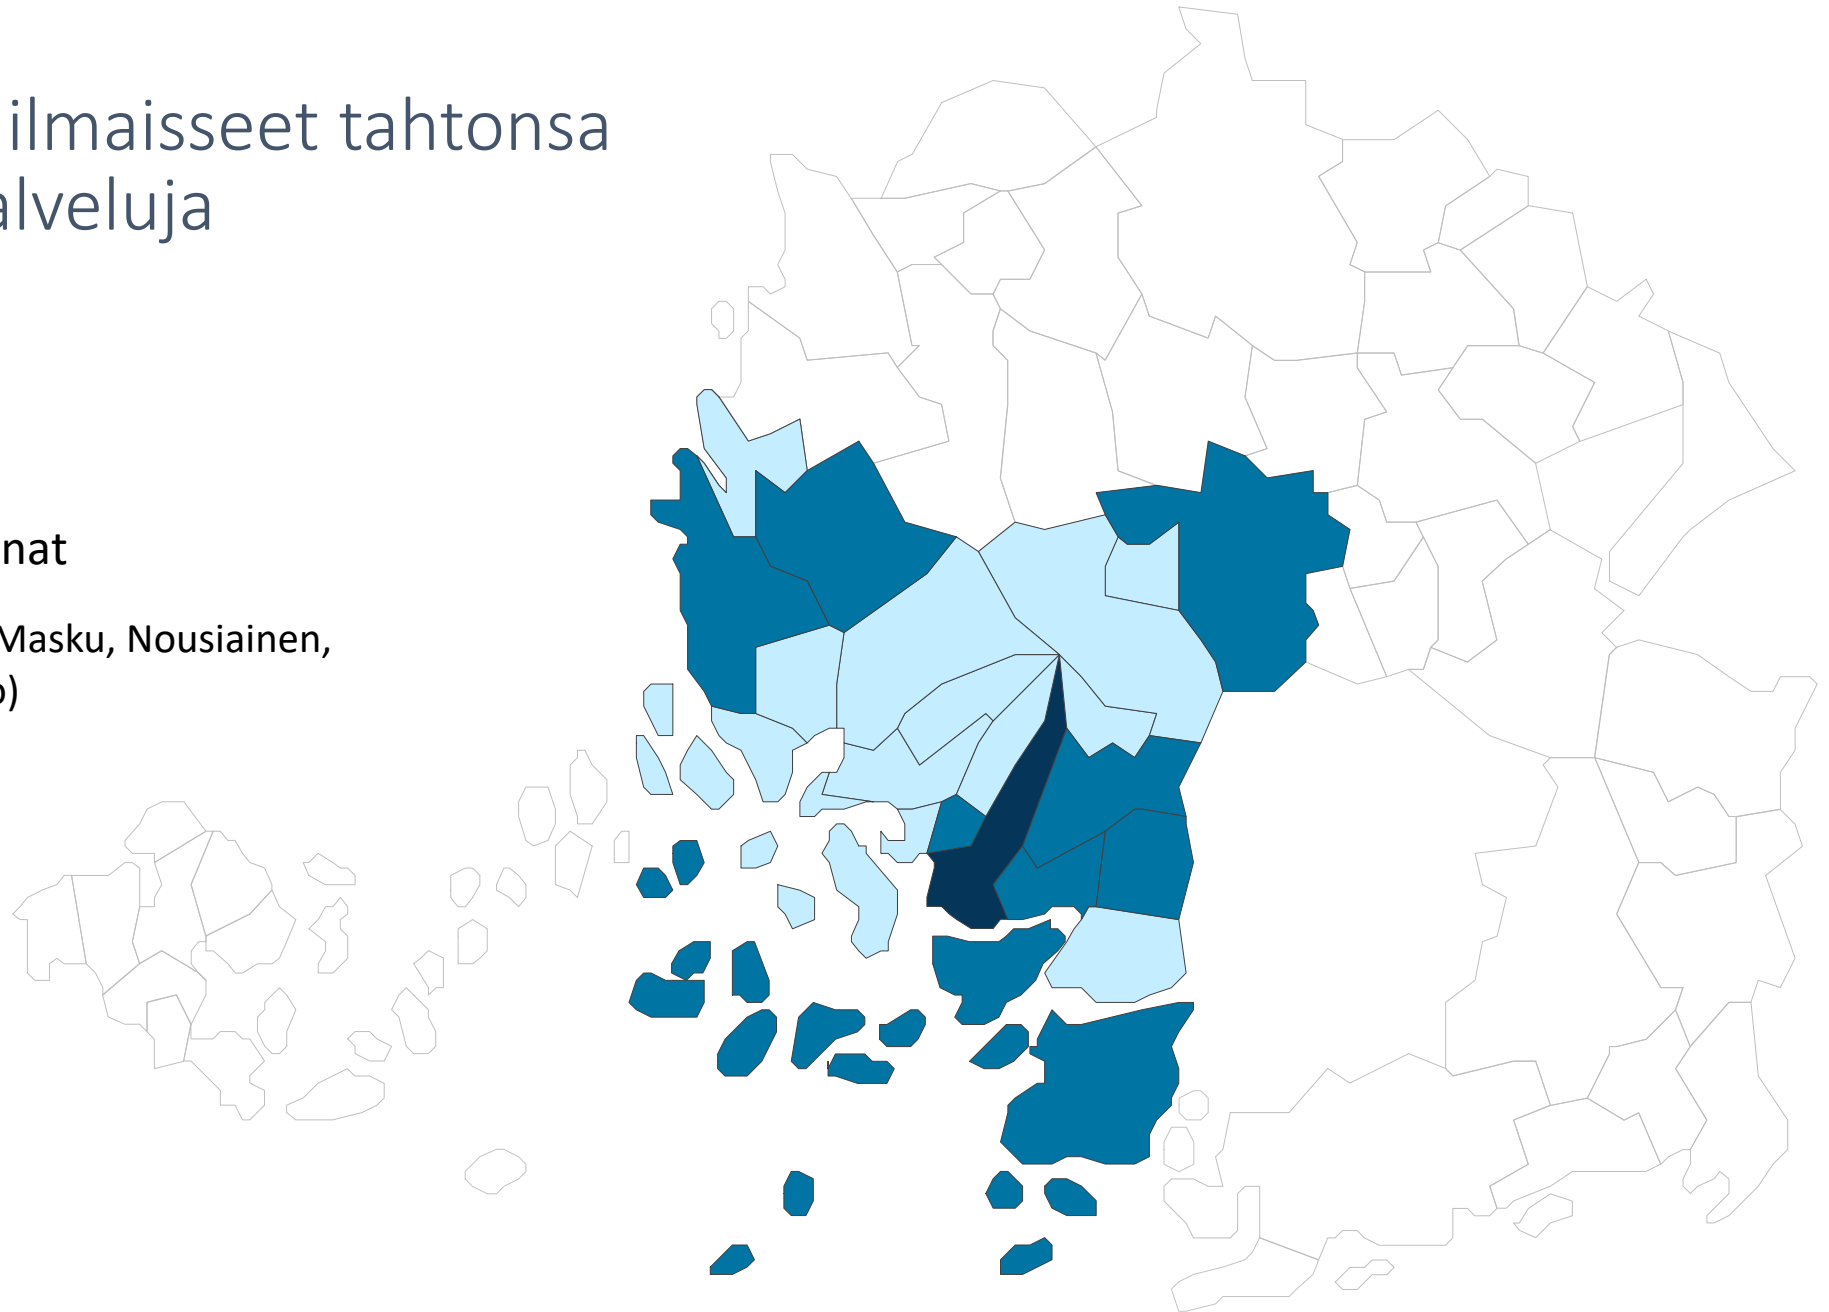 ilmaisseet tahtonsa
alveluja
nat
Masku, Nousiainen,
o)